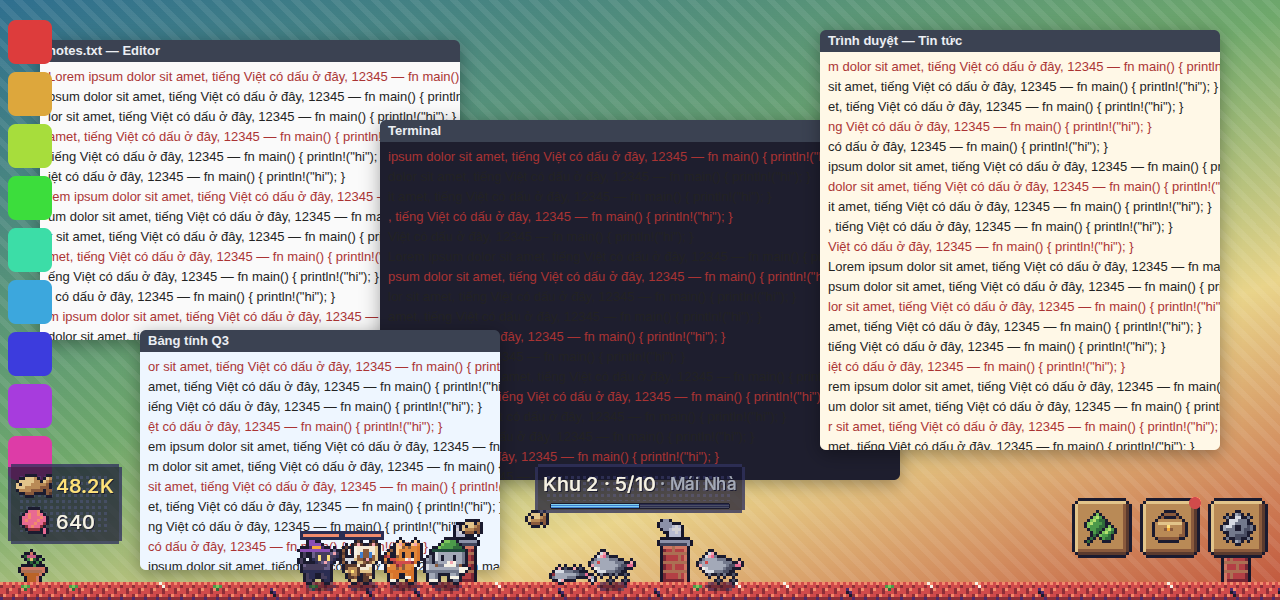 notes.txt — Editor
Lorem ipsum dolor sit amet, tiếng Việt có dấu ở đây, 12345 — fn main()
psum dolor sit amet, tiếng Việt có dấu ở đây, 12345 — fn main() { println
lor sit amet, tiếng Việt có dấu ở đây, 12345 — fn main() { println!("hi"); }
amet, tiếng Việt có dấu ở đây, 12345 — fn main() { println!
tiếng Việt có dấu ở đây, 12345 — fn main() { println!("hi");
iệt có dấu ở đây, 12345 — fn main() { println!("hi"); }
em ipsum dolor sit amet, tiếng Việt có dấu ở đây, 12345
um dolor sit amet, tiếng Việt có dấu ở đây, 12345 — fn ma
sit amet, tiếng Việt có dấu ở đây, 12345 — fn main() { pri
met, tiếng Việt có dấu ở đây, 12345 — fn main() { println!(
ếng Việt có dấu ở đây, 12345 — fn main() { println!("hi"); }
có dấu ở đây, 12345 — fn main() { println!("hi"); }
m ipsum dolor sit amet, tiếng Việt có dấu ở đây, 12345 —
dolor sit amet, ti
Terminal
ipsum dolor sit amet, tiếng Việt có dấu ở đây, 12345 — fn main() { println!("
, tiếng Việt có dấu ở đây, 12345 — fn main() { println!("hi"); }
psum dolor sit amet, tiếng Việt có dấu ở đây, 12345 — fn main() { println!("h
đây, 12345 — fn main() { println!("hi"); }
ếng Việt có dấu ở đây, 12345 — fn main() { println!("hi")
ây, 12345 — fn main() { println!("hi"); }
Bảng tính Q3
or sit amet, tiếng Việt có dấu ở đây, 12345 — fn main() { print
amet, tiếng Việt có dấu ở đây, 12345 — fn main() { println!("hi
iếng Việt có dấu ở đây, 12345 — fn main() { println!("hi"); }
ệt có dấu ở đây, 12345 — fn main() { println!("hi"); }
em ipsum dolor sit amet, tiếng Việt có dấu ở đây, 12345 — fn
m dolor sit amet, tiếng Việt có dấu ở đây, 12345 — fn main()
sit amet, tiếng Việt có dấu ở đây, 12345 — fn main() { println!(
et, tiếng Việt có dấu ở đây, 12345 — fn main() { println!("hi");
ng Việt có dấu ở đây, 12345 — fn main() { println!("hi"
có dấu ở đây, 12345 — fn
ipsum dolor sit amet, tiếng
Trình duyệt — Tin tức
m dolor sit amet, tiếng Việt có dấu ở đây, 12345 — fn main() { println
sit amet, tiếng Việt có dấu ở đây, 12345 — fn main() { println!("hi"); }
et, tiếng Việt có dấu ở đây, 12345 — fn main() { println!("hi"); }
ng Việt có dấu ở đây, 12345 — fn main() { println!("hi"); }
có dấu ở đây, 12345 — fn main() { println!("hi"); }
ipsum dolor sit amet, tiếng Việt có dấu ở đây, 12345 — fn main() { pr
dolor sit amet, tiếng Việt có dấu ở đây, 12345 — fn main() { println!("
it amet, tiếng Việt có dấu ở đây, 12345 — fn main() { println!("hi"); }
, tiếng Việt có dấu ở đây, 12345 — fn main() { println!("hi"); }
Việt có dấu ở đây, 12345 — fn main() { println!("hi"); }
Lorem ipsum dolor sit amet, tiếng Việt có dấu ở đây, 12345 — fn ma
psum dolor sit amet, tiếng Việt có dấu ở đây, 12345 — fn main() { pr
lor sit amet, tiếng Việt có dấu ở đây, 12345 — fn main() { println!("hi"
amet, tiếng Việt có dấu ở đây, 12345 — fn main() { println!("hi"); }
tiếng Việt có dấu ở đây, 12345 — fn main() { println!("hi"); }
iệt có dấu ở đây, 12345 — fn main() { println!("hi"); }
rem ipsum dolor sit amet, tiếng Việt có dấu ở đây, 12345 — fn main(
um dolor sit amet, tiếng Việt có dấu ở đây, 12345 — fn main() { print
r sit amet, tiếng Việt có dấu ở đây, 12345 — fn main() { println!("hi");
met, tiếng Việt có dấu ở đây, 12345 — fn main() { println!("hi"); }
48.2K
640
Khu 2 · 5/10 · Mái Nhà